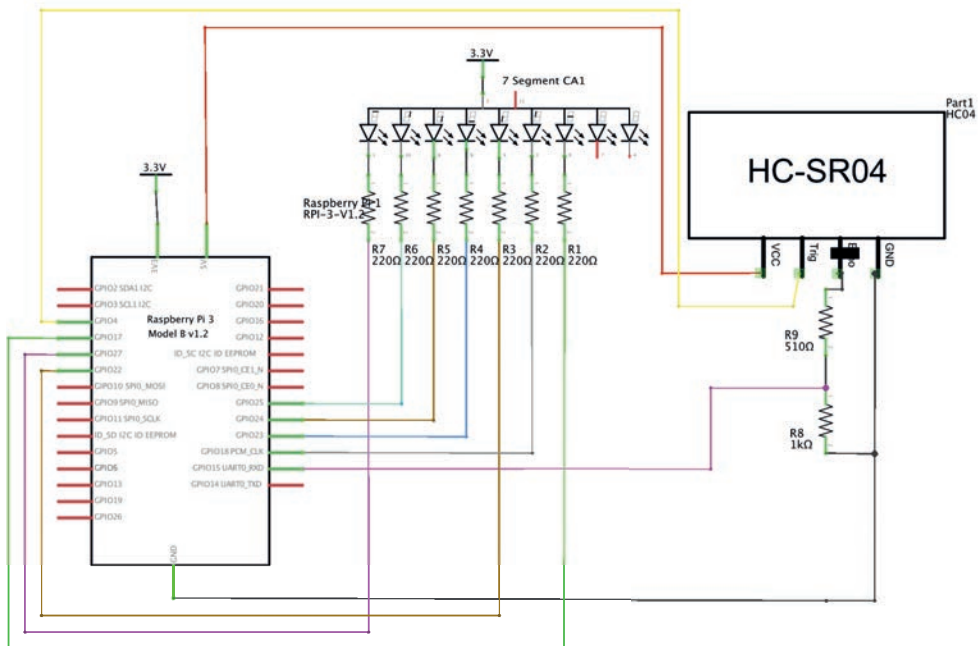 3.3V
7 Segment CA1
Part1
HC04
HC-SR04
VCC
Trig
GND
3.3V
Raspberry Pi 1
RPI-3-V1.2
R7
220Ω
R6
220Ω
R5
220Ω
R4
220Ω
R3
220Ω
R2
220Ω
R1
220Ω
3V3
5V
Raspberry Pi 3
Model B v1.2
GPIO2 SDA1 I2C
GPIO3 SCL1 I2C
GPIO4
GPIO17
GPIO27
GPIO22
GPIO10 SPI0_MOSI
GPIO9 SPI0_MISO
GPIO11 SPI0_SCLK
ID_SD I2C ID EEPROM
GPIO5
GPIO6
GPIO13
GPIO19
GPIO26
GPIO21
GPIO20
GPIO16
GPIO12
ID_SC I2C ID EEPROM
GPIO7 SPI0_CE1_N
GPIO8 SPI0_CE0_N
GPIO25
GPIO24
GPIO23
GPIO18 PCM_CLK
GPIO15 UART0_RXD
GPIO14 UART0_TXD
GND
R9
510Ω
R8
1kΩ